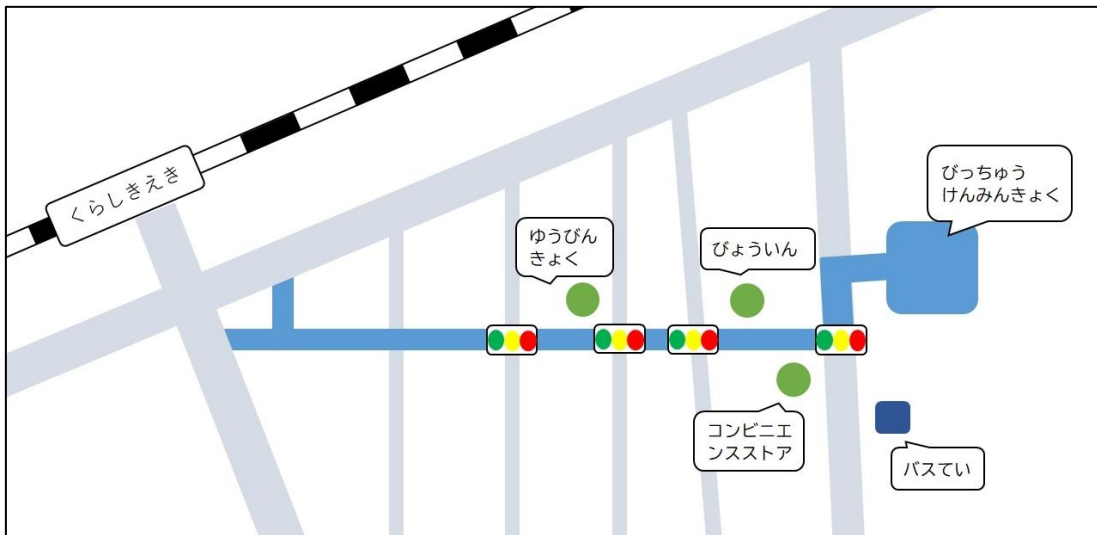 くらしきえき
ゆうびん
きょく
びょういん
びっちゅう
けんみんきょく
コンビニエ
ンスストア
バスてい